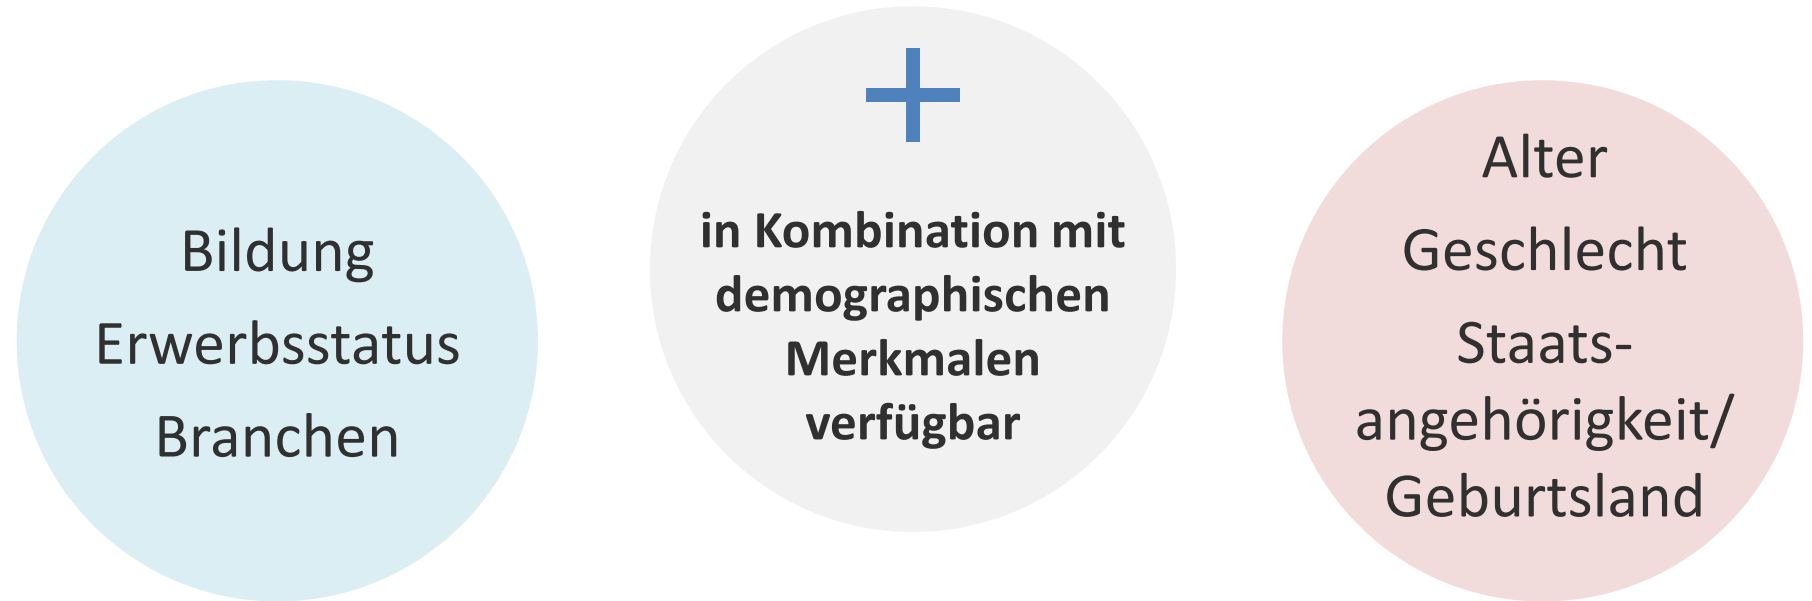 Bildung
Erwerbsstatus
Branchen
in Kombination mit
demographischen
Merkmalen
verfügbar
Alter
Geschlecht
Staats-
angehörigkeit/
Geburtsland